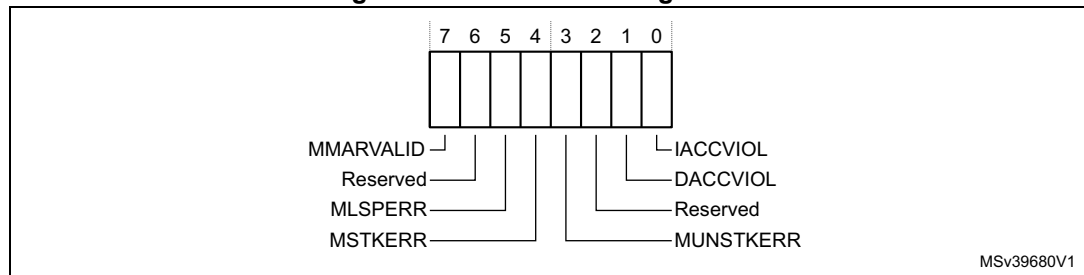 7 6 5 4 3 2 1 0
MMARVALID IACCVIOL
Reserved DACCVIOL
MLSPERR Reserved
MSTKERR MUNSTKERR
MSv39680V1